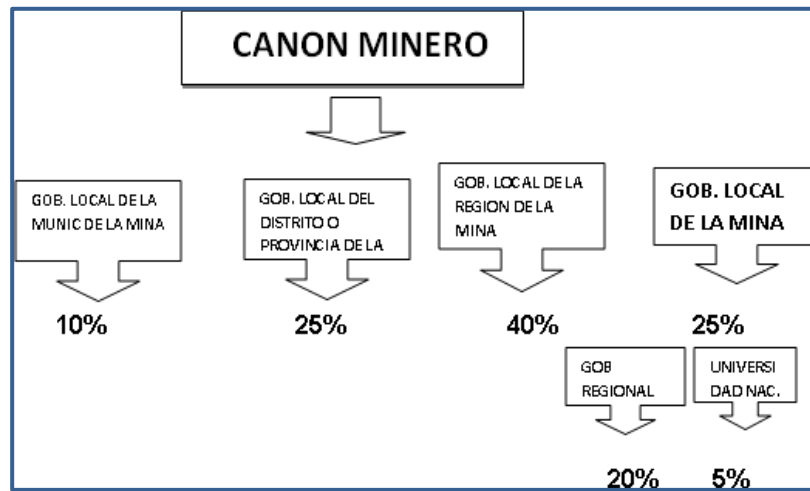 CANON MINERO
GOB. LOCAL DE LA
MUNIC DE LA MINA
GOB. LOCAL DEL
DISTRITO O
PROVINCIA DE LA
GOB. LOCAL DE LA
REGION DE LA
MINA
GOB. LOCAL
DE LA MINA
10%
25%
40%
25%
GOB
REGIONAL
UNIVERSI
DAD NAC.
20%
5%